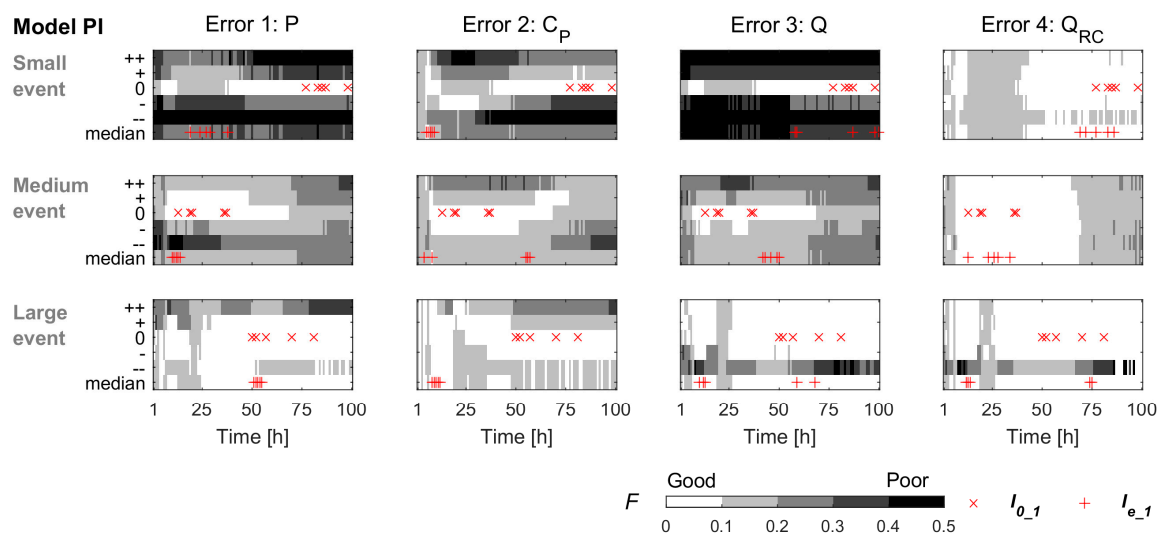 Model PI
Error 1: P
Error 2: C_P
Error 3: Q
Error 4: Q_RC
Small event
++
+
0
-
--
median
Medium event
++
+
0
-
--
median
Large event
++
+
0
-
--
median
1 25 50 75 100
1 25 50 75 100
1 25 50 75 100
1 25 50 75 100
Time [h]
Time [h]
Time [h]
Time [h]
Good
Poor
F
0 0.1 0.2 0.3 0.4 0.5
× I_0_1
+ I_e_1